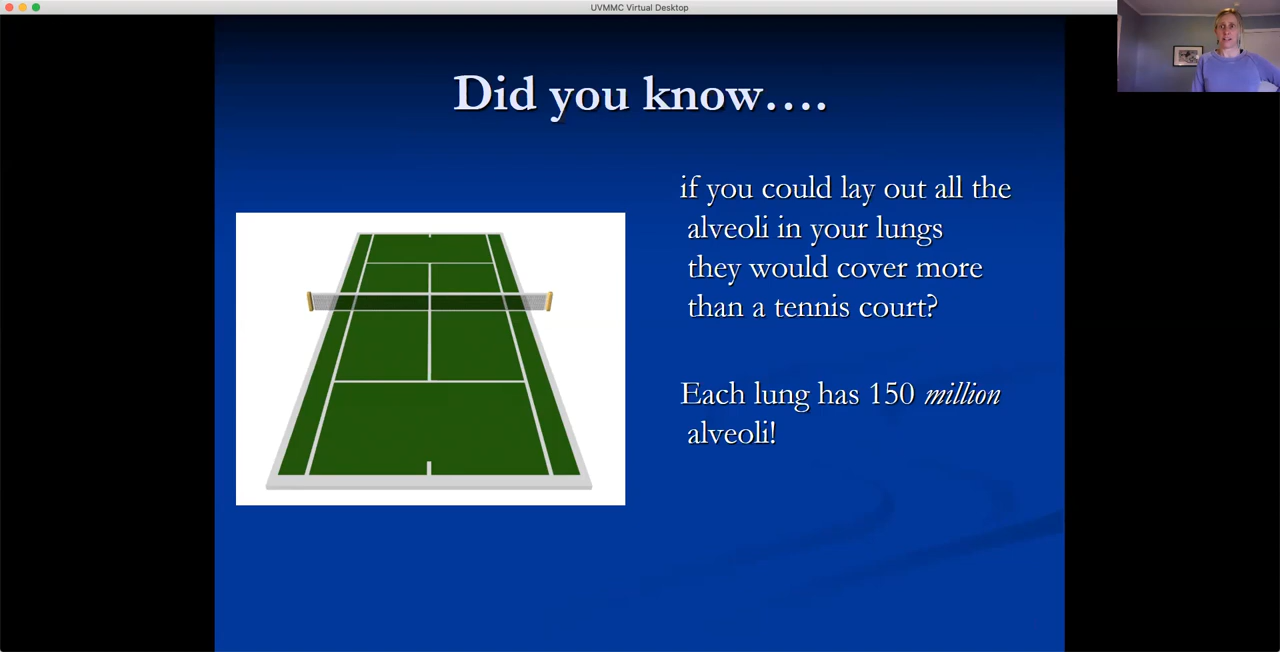 UVMMC Virtual Desktop
Did you know….
if you could lay out all the
alveoli in your lungs
they would cover more
than a tennis court?
Each lung has 150 million
alveoli!